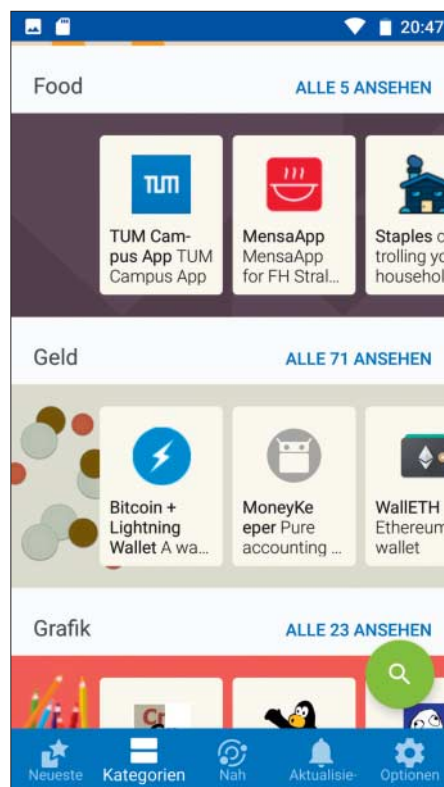 20:47
Food ALLE 5 ANSEHEN
TUM
TUM Cam-
pus App TUM
Campus App
MensaApp
MensaApp
for FH Stral...
Staples
trolling
househol
Geld ALLE 71 ANSEHEN
Bitcoin +
Lightning
Wallet A wa...
MoneyKe
eper Pure
accounting ...
WallETH
Ethereum
wallet
Grafik ALLE 23 ANSEHEN
Neueste Kategorien Nah Aktualisie- Optionen